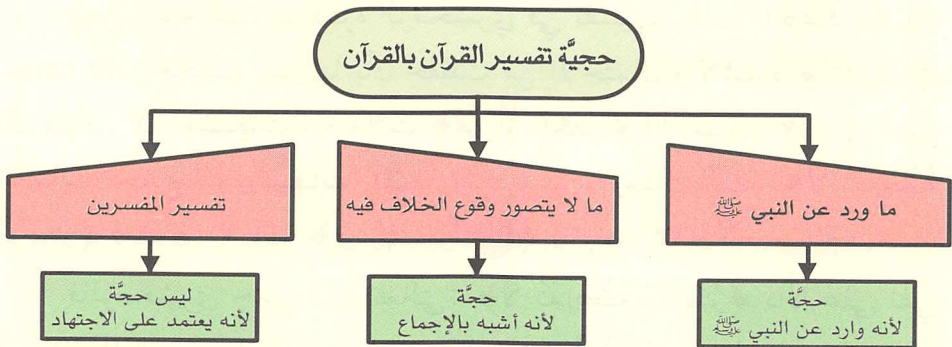 حجيَّة تفسير القرآن بالقرآن
ما ورد عن النبي ﷺ
ما لا يتصور وقوع الخلاف فيه
تفسير المفسرين
حجَّة
لأنه وارد عن النبي ﷺ
حجَّة
لأنه أشبه بالإجماع
ليس حجَّة
لأنه يعتمد على الاجتهاد